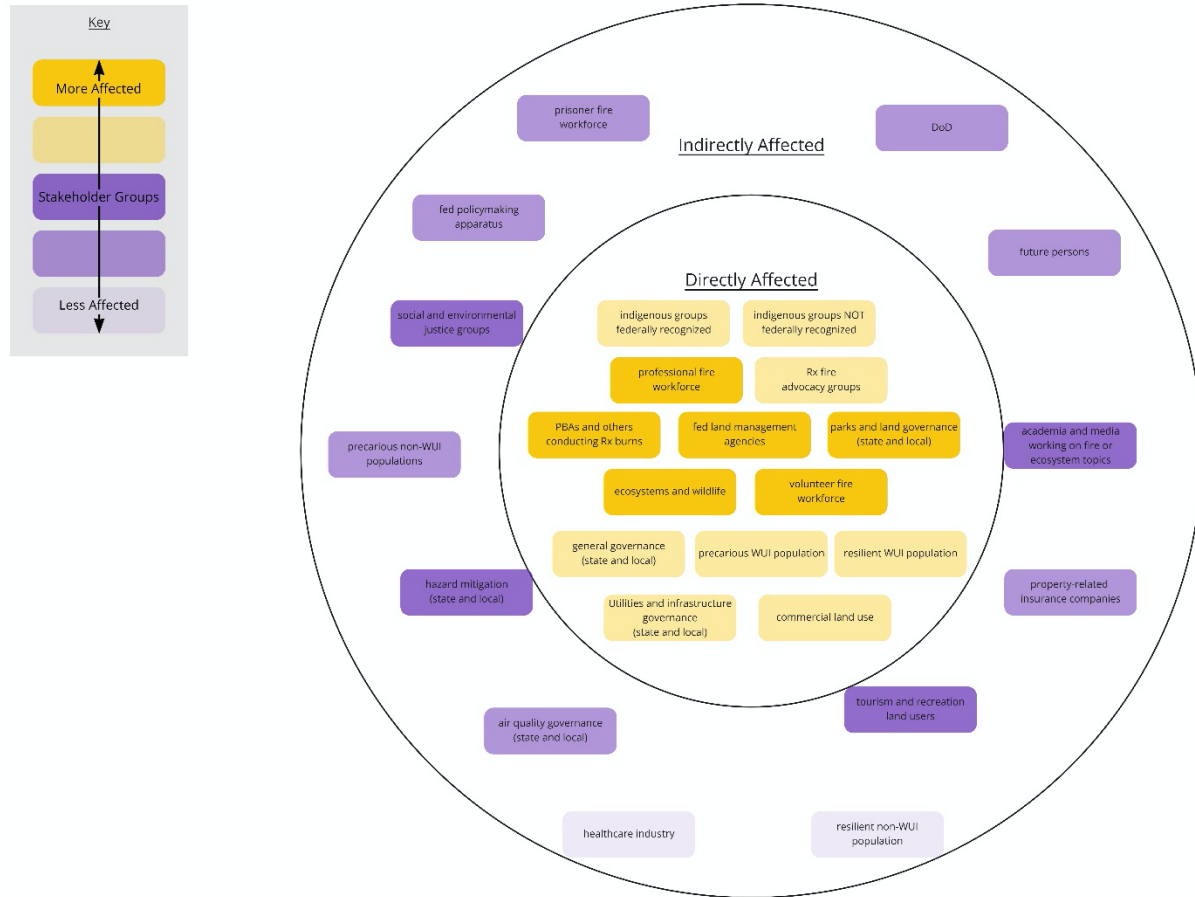 Key
More Affected
Stakeholder Groups
Less Affected
prisoner fire
workforce
DoD
Indirectly Affected
fed policymaking
apparatus
future persons
social and environmental
justice groups
Directly Affected
indigenous groups
federally recognized
indigenous groups NOT
federally recognized
professional fire
workforce
Rx fire
advocacy groups
PBAs and others
conducting Rx burns
fed land management
agencies
parks and land governance
(state and local)
academia and media
working on fire or
ecosystem topics
precarious non-WUI
populations
ecosystems and wildlife
volunteer fire
workforce
general governance
(state and local)
precarious WUI population
resilient WUI population
hazard mitigation
(state and local)
property-related
insurance companies
Utilities and infrastructure
governance
(state and local)
commercial land use
tourism and recreation
land users
air quality governance
(state and local)
healthcare industry
resilient non-WUI
population